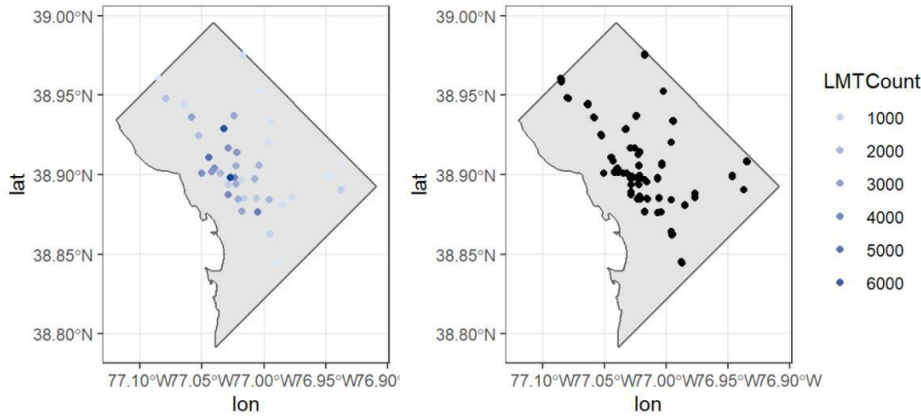 39.00°N
38.95°N
38.90°N
38.85°N
38.80°N
lat
77.10°W77.05°W77.00°W76.95°W76.90°
lon
39.00°N
38.95°N
38.90°N
38.85°N
38.80°N
lat
77.10°W77.05°W77.00°W76.95°W76.90°W
lon
LMTCount
1000
2000
3000
4000
5000
6000